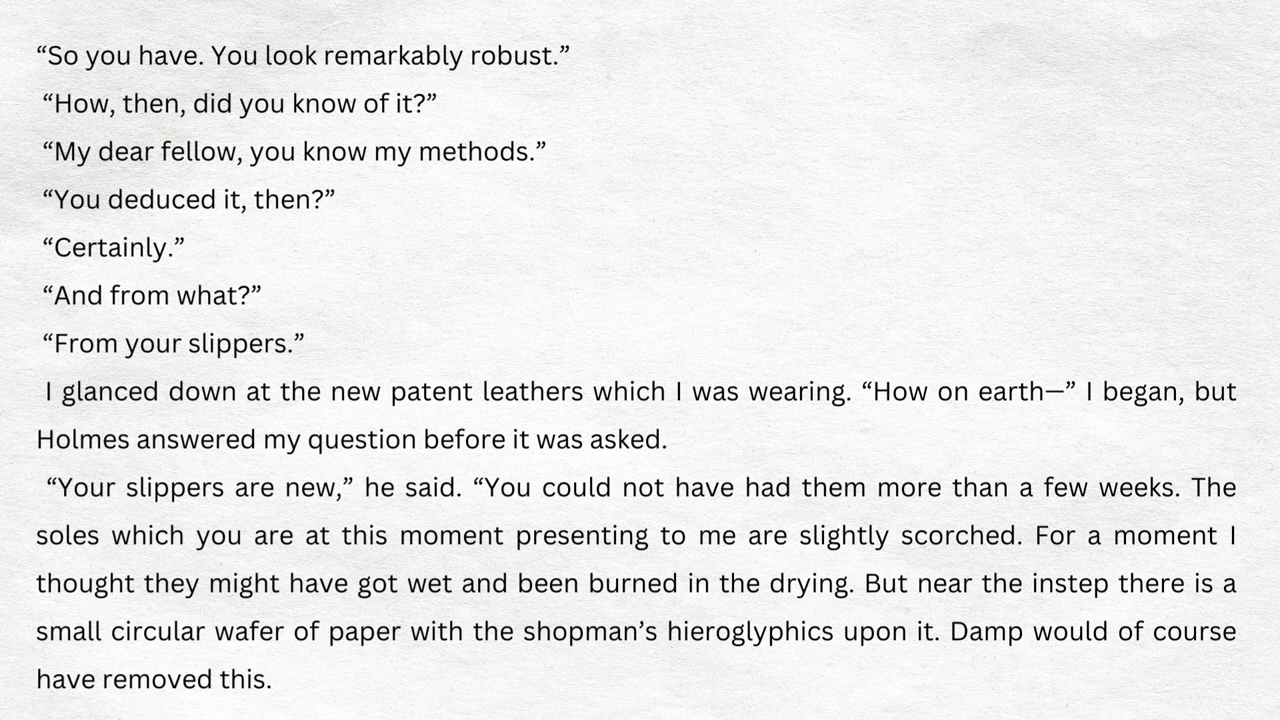 “So you have. You look remarkably robust.”
“How, then, did you know of it?”
“My dear fellow, you know my methods.”
“You deduced it, then?”
“Certainly.”
“And from what?”
“From your slippers.”
I glanced down at the new patent leathers which I was wearing. “How on earth—” I began, but
Holmes answered my question before it was asked.
“Your slippers are new,” he said. “You could not have had them more than a few weeks. The
soles which you are at this moment presenting to me are slightly scorched. For a moment I
thought they might have got wet and been burned in the drying. But near the instep there is a
small circular wafer of paper with the shopman’s hieroglyphics upon it. Damp would of course
have removed this.